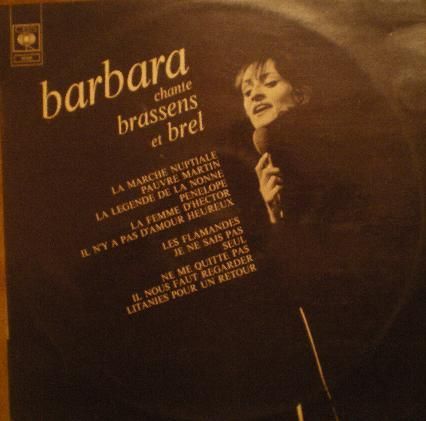 CBS
barbara
chante
brassens
et brel
LA MARCHE NUPTIALE
PAUVRE MARTIN
LA LEGENDE DE LA NONNE
PENELOPE
LA FEMME D'HECTOR
IL N'Y A PAS D'AMOUR HEUREUX
LES FLAMANDES
JE NE SAIS PAS
SEUL
NE ME QUITTE PAS
IL NOUS FAUT REGARDER
LITANIES POUR UN RETOUR